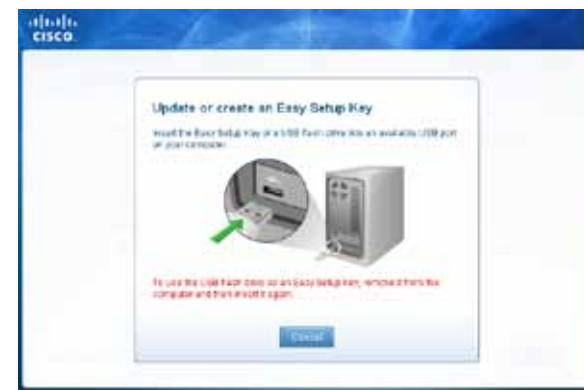 CISCO
Update or create an Easy Setup Key
Insert the Easy Setup Key or a USB flash drive into an available USB port
on your computer.
To use the USB flash drive as an Easy Setup Key, remove it from the
computer and then insert it again.
Cancel